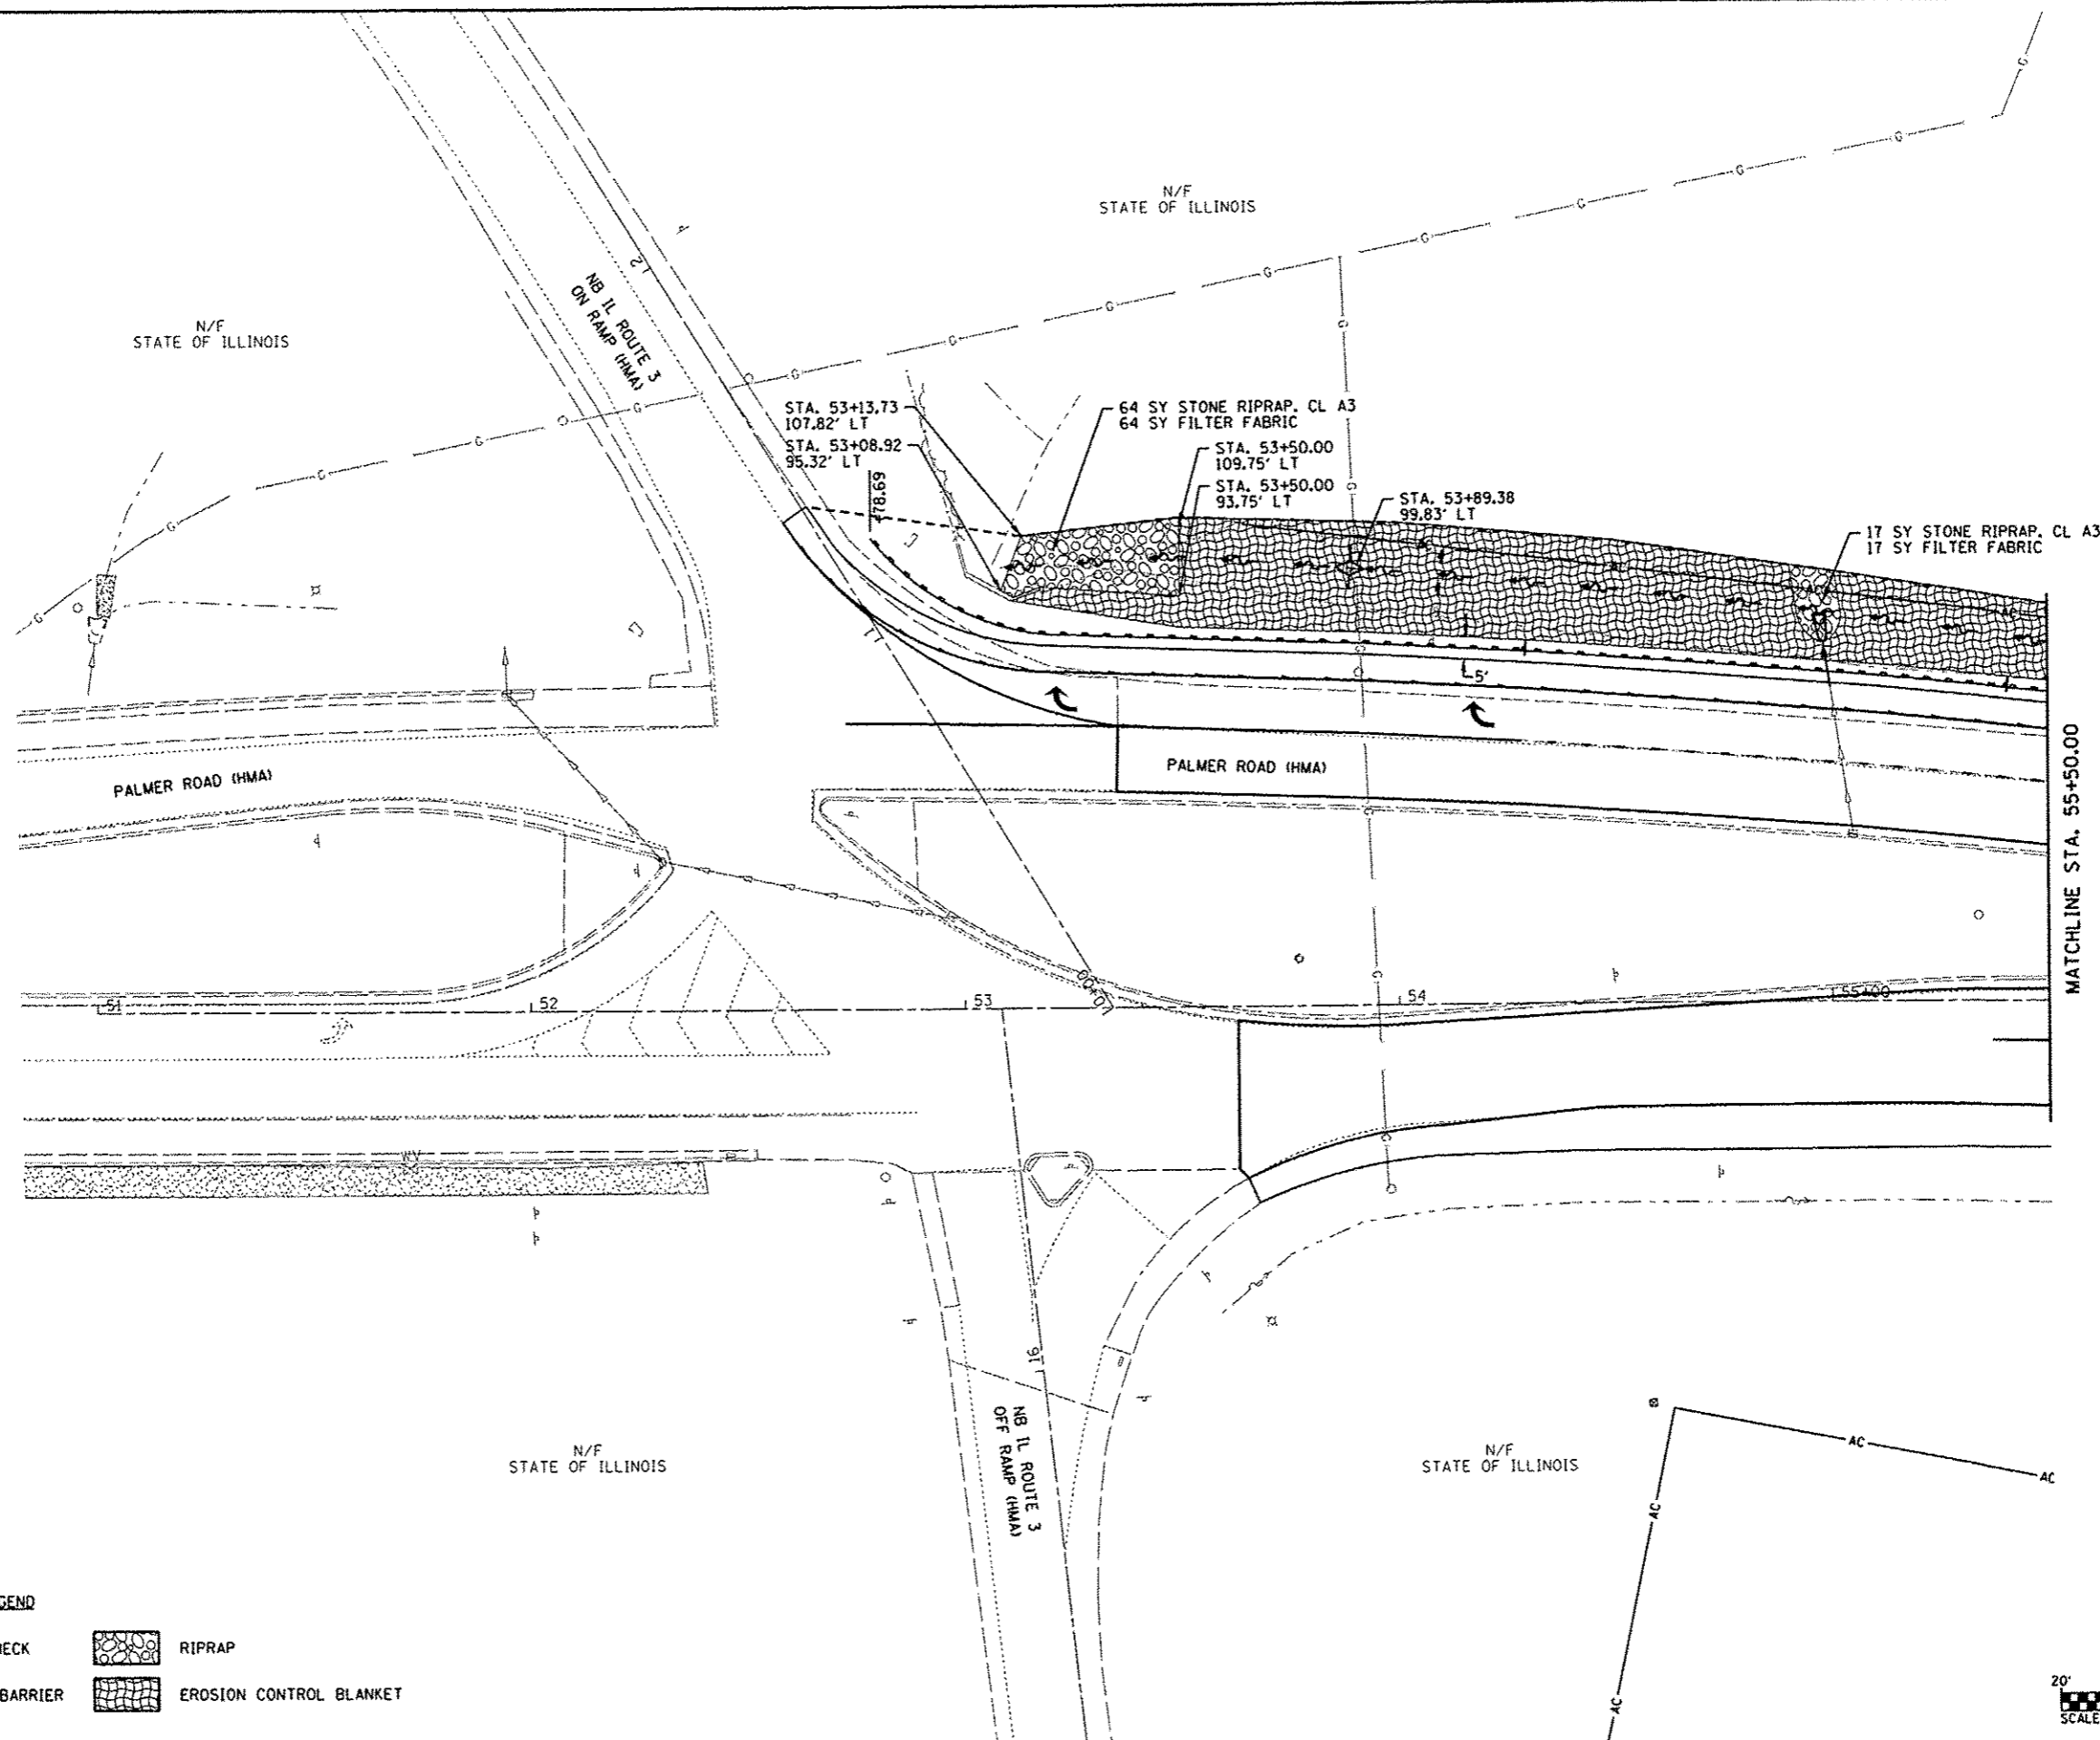 N/F
STATE OF ILLINOIS
N/F
STATE OF ILLINOIS
NB IL ROUTE 3
ON RAMP (HMA)
2
STA. 53+13.73
107.82' LT
STA. 53+08.92
95.32' LT
+78.69
64 SY STONE RIPRAP. CL A3
64 SY FILTER FABRIC
STA. 53+50.00
109.75' LT
STA. 53+50.00
93.75' LT
STA. 53+89.38
99.83' LT
17 SY STONE RIPRAP. CL A3
17 SY FILTER FABRIC
5'
PALMER ROAD (HMA)
PALMER ROAD (HMA)
MATCHLINE STA. 55+50.00
51
52
53
54
55+00
16
NB IL ROUTE 3
OFF RAMP (HMA)
N/F
STATE OF ILLINOIS
N/F
STATE OF ILLINOIS
AC
AC
AC
AC
GEND
ECK
RIPRAP
BARRIER
EROSION CONTROL BLANKET
20'
SCALE